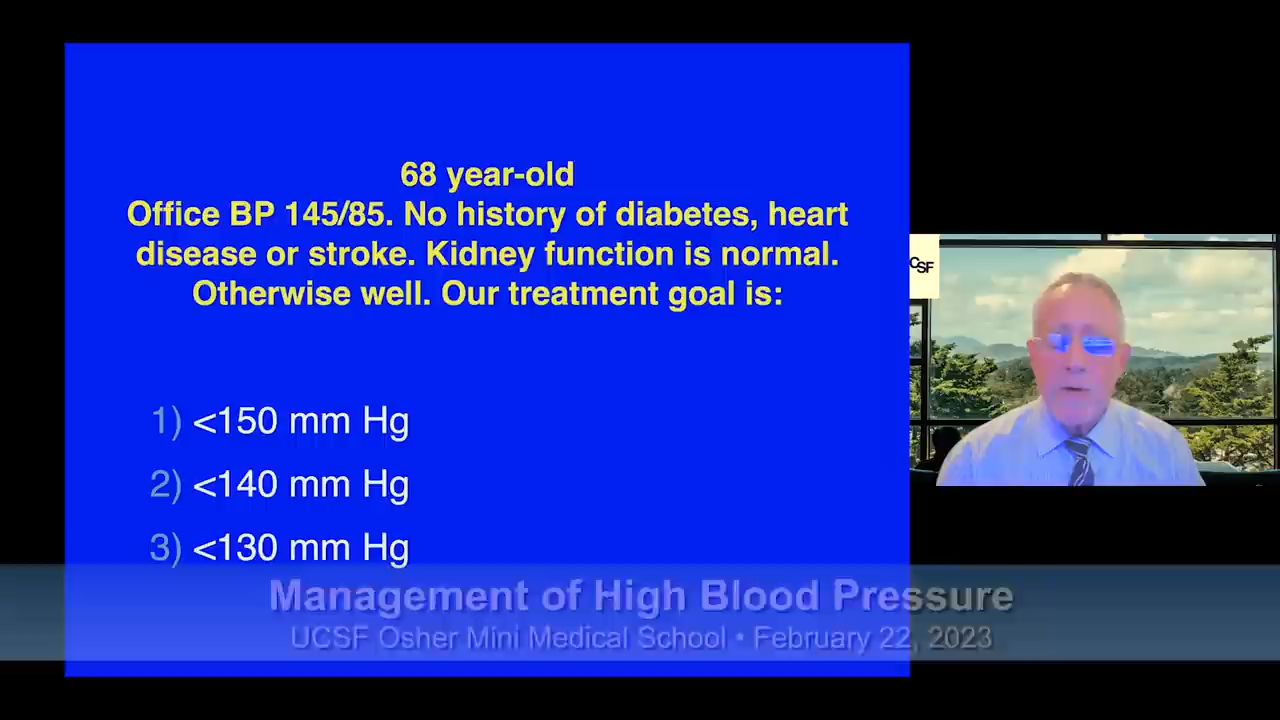 68 year-old
Office BP 145/85. No history of diabetes, heart
disease or stroke. Kidney function is normal.
Otherwise well. Our treatment goal is:
1) <150 mm Hg
2) <140 mm Hg
3) <130 mm Hg
CSF
Management of High Blood Pressure
UCSF Osher Mini Medical School • February 22, 2023